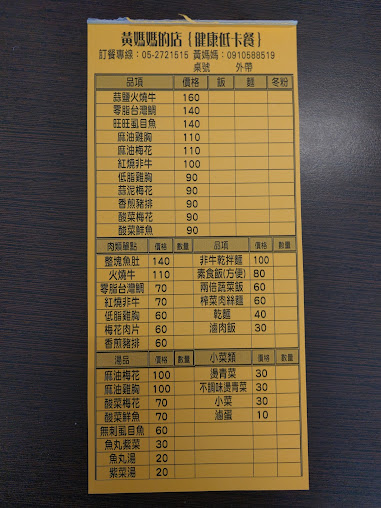 黃媽媽的店{健康低卡餐}
訂餐專線：05-2721515 黃媽媽：0910588519
桌號 外帶
品項 價格 飯 麵 冬粉
蒜鹽火燒牛 160
零脂台灣鯛 140
旺旺虱目魚 140
麻油雞胸 110
麻油梅花 110
紅燒非牛 100
低脂雞胸 90
蒜泥梅花 90
香煎豬排 90
酸菜梅花 90
酸菜鮮魚 90
肉類單點 價格 數量 品項 價格 數量
整塊魚肚 140 非牛乾拌麵 100
火燒牛 110 素食飯(方便) 80
零脂台灣鯛 70 兩倍蔬菜飯 60
紅燒非牛 70 榨菜肉絲麵 60
低脂雞胸 60 乾麵 40
梅花肉片 60 滷肉飯 30
香煎豬排 60
湯品 價格 數量 小菜類 價格 數量
麻油梅花 100 燙青菜 30
麻油雞胸 100 不調味燙青菜 30
酸菜梅花 70 小菜 30
酸菜鮮魚 70 滷蛋 10
無刺虱目魚 60
魚丸紫菜 30
魚丸湯 20
紫菜湯 20